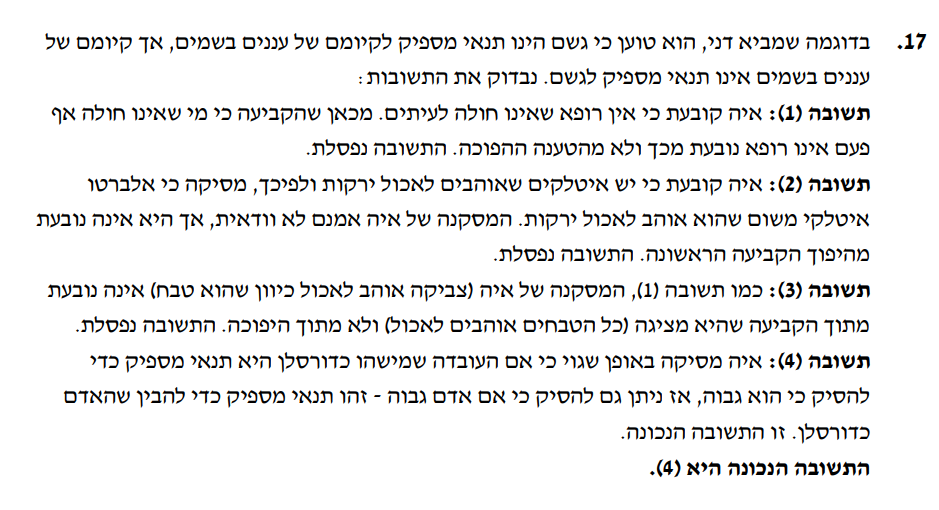 17. בדוגמה שמביא דני, הוא טוען כי גשם הינו תנאי מספיק לקיומם של עננים בשמים, אך קיומם של
עננים בשמים אינו תנאי מספיק לגשם. נבדוק את התשובות:
תשובה (1): איה קובעת כי אין רופא שאינו חולה לעיתים. מכאן שהקביעה כי מי שאינו חולה אף
פעם אינו רופא נובעת מכך ולא מהטענה ההפוכה. התשובה נפסלת.
תשובה (2): איה קובעת כי יש איטלקים שאוהבים לאכול ירקות ולפיכך, מסיקה כי אלברטו
איטלקי משום שהוא אוהב לאכול ירקות. המסקנה של איה אמנם לא וודאית, אך היא אינה נובעת
מהיפוך הקביעה הראשונה. התשובה נפסלת.
תשובה (3): כמו תשובה (1), המסקנה של איה (צביקה אוהב לאכול כיוון שהוא טבח) אינה נובעת
מתוך הקביעה שהיא מציגה (כל הטבחים אוהבים לאכול) ולא מתוך היפוכה. התשובה נפסלת.
תשובה (4): איה מסיקה באופן שגוי כי אם העובדה שמישהו כדורסלן היא תנאי מספיק כדי
להסיק כי הוא גבוה, אז ניתן גם להסיק כי אם אדם גבוה - זהו תנאי מספיק כדי להבין שהאדם
כדורסלן. זו התשובה הנכונה.
התשובה הנכונה היא (4).